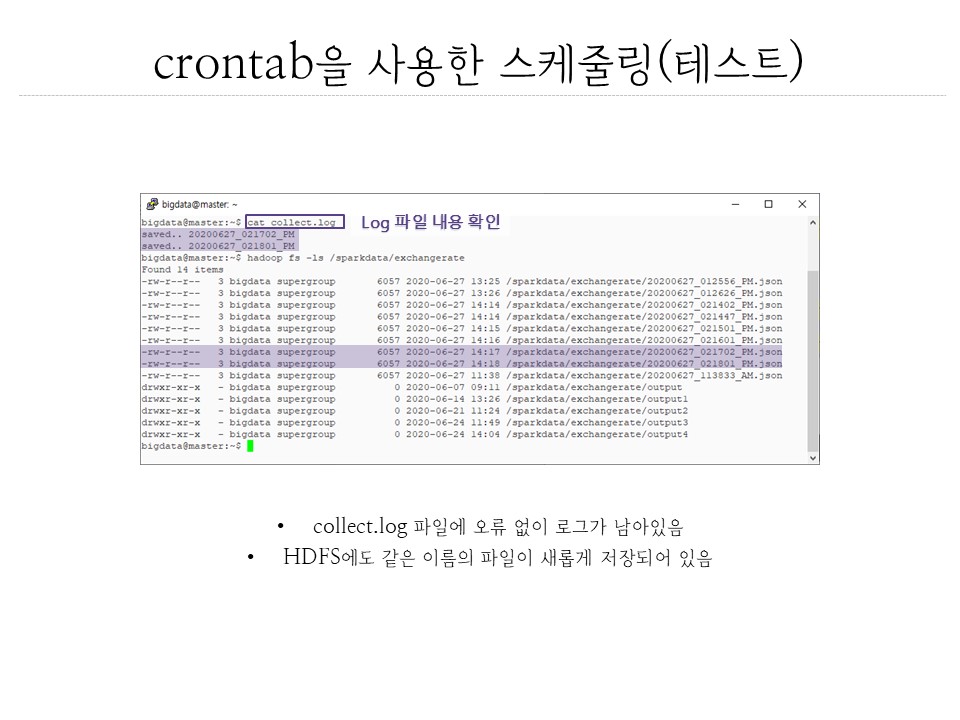 crontab을 사용한 스케줄링(테스트)
bigdata@master: ~
bigdata@master:~$ cat collect.log Log 파일 내용 확인
saved.. 20200627_021702_PM
saved.. 20200627_021801_PM
bigdata@master:~$ hadoop fs -ls /sparkdata/exchangerate
Found 14 items
-rw-r--r-- 3 bigdata supergroup 6057 2020-06-27 13:25 /sparkdata/exchangerate/20200627_012556_PM.json
-rw-r--r-- 3 bigdata supergroup 6057 2020-06-27 13:26 /sparkdata/exchangerate/20200627_012626_PM.json
-rw-r--r-- 3 bigdata supergroup 6057 2020-06-27 14:14 /sparkdata/exchangerate/20200627_021402_PM.json
-rw-r--r-- 3 bigdata supergroup 6057 2020-06-27 14:14 /sparkdata/exchangerate/20200627_021447_PM.json
-rw-r--r-- 3 bigdata supergroup 6057 2020-06-27 14:15 /sparkdata/exchangerate/20200627_021501_PM.json
-rw-r--r-- 3 bigdata supergroup 6057 2020-06-27 14:16 /sparkdata/exchangerate/20200627_021601_PM.json
-rw-r--r-- 3 bigdata supergroup 6057 2020-06-27 14:17 /sparkdata/exchangerate/20200627_021702_PM.json
-rw-r--r-- 3 bigdata supergroup 6057 2020-06-27 14:18 /sparkdata/exchangerate/20200627_021801_PM.json
-rw-r--r-- 3 bigdata supergroup 6057 2020-06-27 11:38 /sparkdata/exchangerate/20200627_113833_AM.json
drwxr-xr-x - bigdata supergroup 0 2020-06-07 09:11 /sparkdata/exchangerate/output
drwxr-xr-x - bigdata supergroup 0 2020-06-14 13:26 /sparkdata/exchangerate/output1
drwxr-xr-x - bigdata supergroup 0 2020-06-21 11:24 /sparkdata/exchangerate/output2
drwxr-xr-x - bigdata supergroup 0 2020-06-24 11:49 /sparkdata/exchangerate/output3
drwxr-xr-x - bigdata supergroup 0 2020-06-24 14:04 /sparkdata/exchangerate/output4
bigdata@master:~$
• collect.log 파일에 오류 없이 로그가 남아있음
• HDFS에도 같은 이름의 파일이 새롭게 저장되어 있음